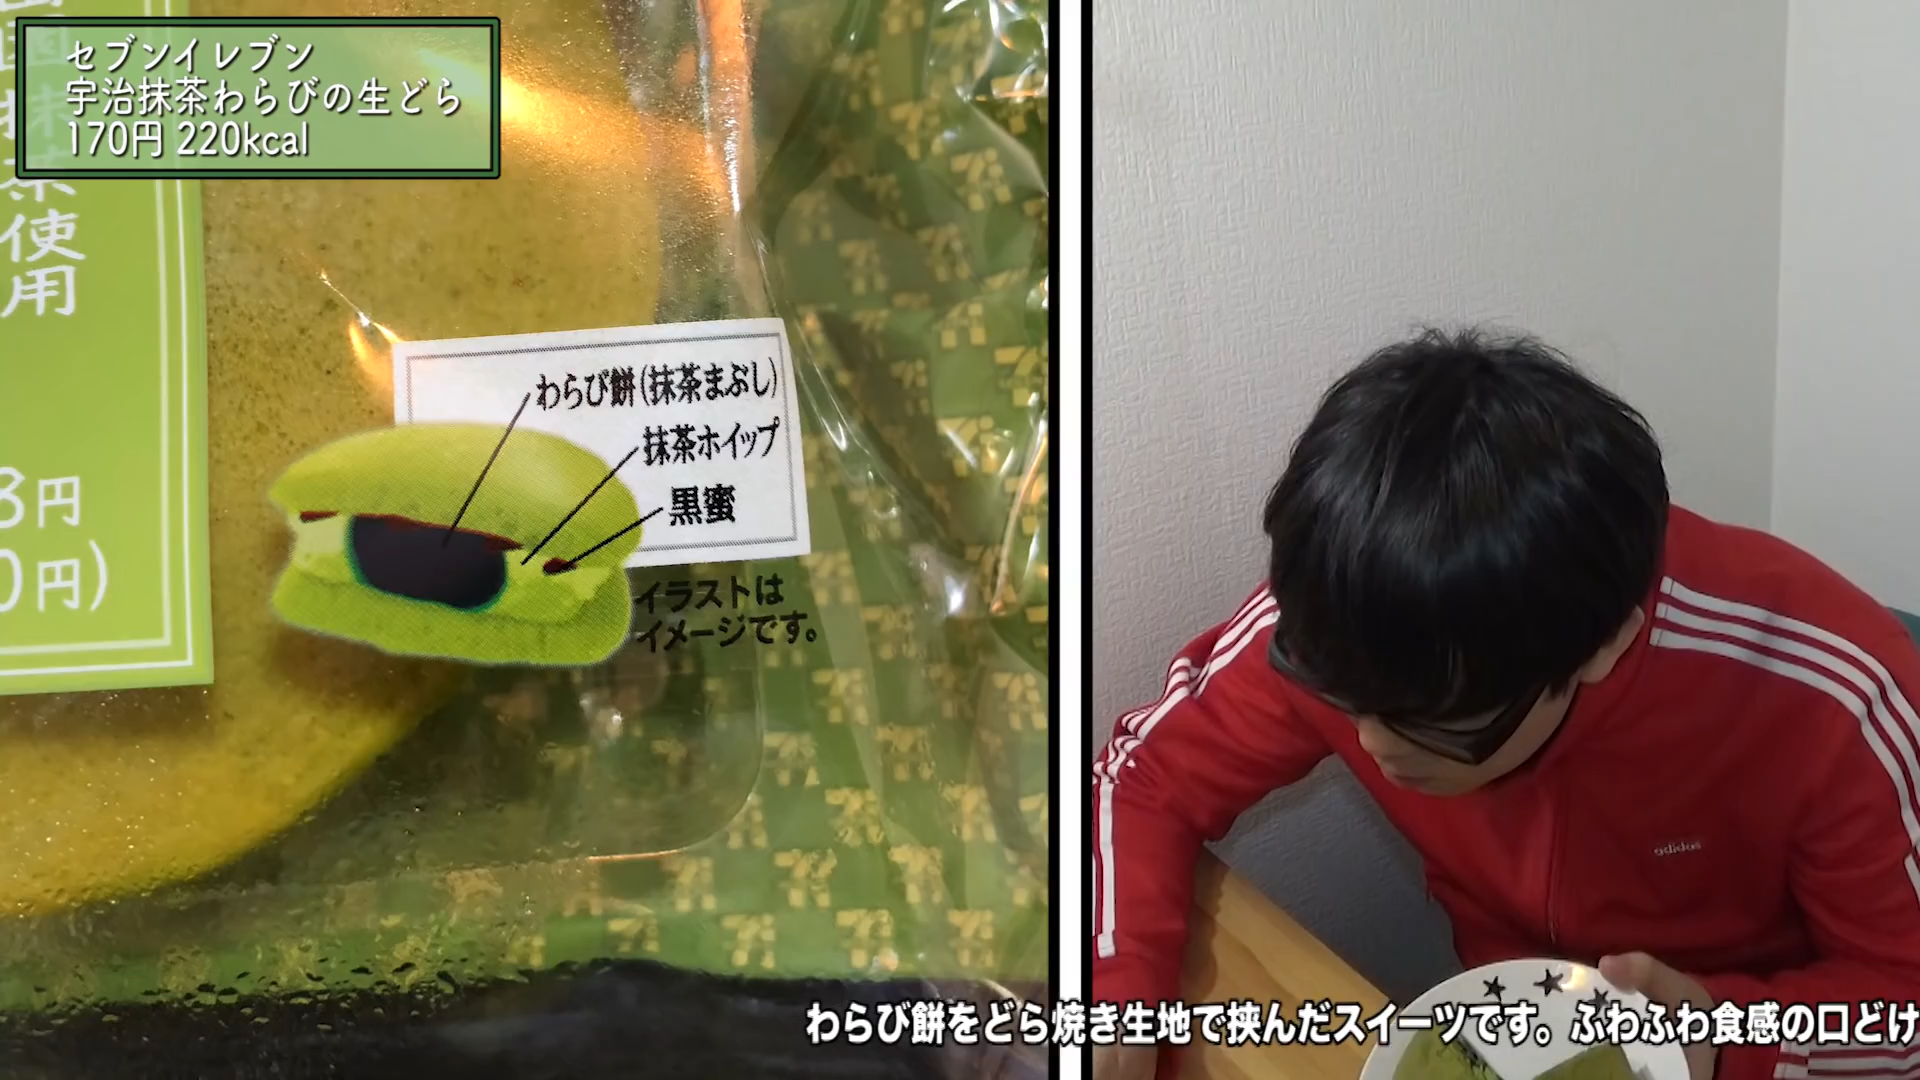 セブンイレブン
宇治抹茶わらびの生どら
170円 220kcal
抹茶使用
8円
0円)
わらび餅(抹茶まぶし)
抹茶ホイップ
黒蜜
イラストは
イメージです。
adidas
わらび餅をどら焼き生地で挟んだスイーツです。ふわふわ食感の口どけ